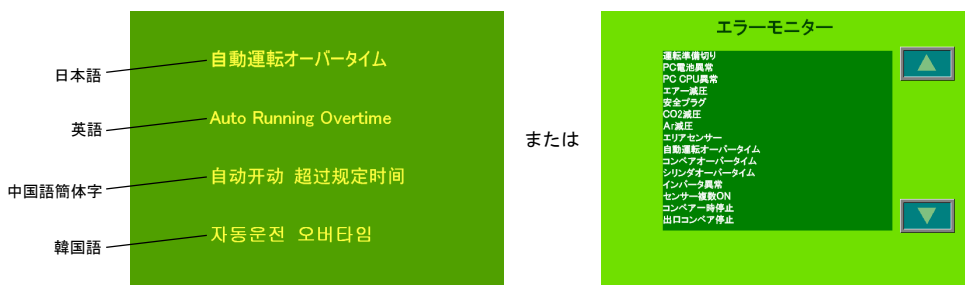 日本語
自動運転オーバータイム
英語
Auto Running Overtime
中国語簡体字
自动开动 超过规定时间
韓国語
자동운전 오버타임
または
エラーモニター
運転準備切り
PC電池異常
PC CPU異常
エアー減圧
安全プラグ
CO2減圧
Ar減圧
エリアセンサー
自動運転オーバータイム
コンベアオーバータイム
シリンダオーバータイム
インバータ異常
センサー複数ON
コンベアー時停止
出口コンベア停止